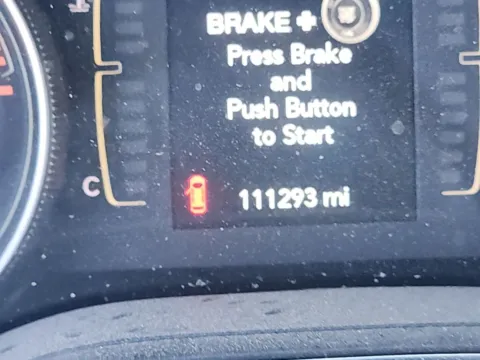 BRAKE +
Press Brake
and
Push Button
to Start
C
111293 mi